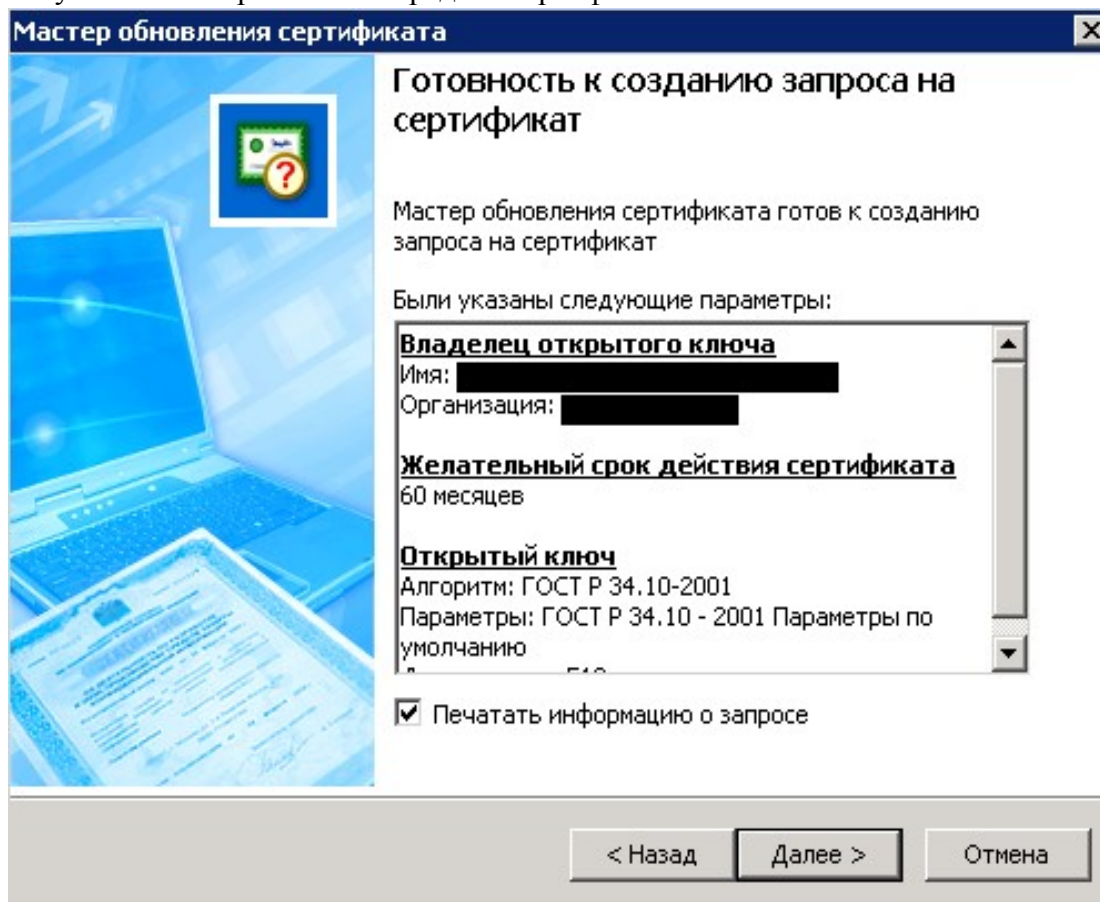 Мастер обновления сертификата
Готовность к созданию запроса на
сертификат
Мастер обновления сертификата готов к созданию
запроса на сертификат
Были указаны следующие параметры:
Владелец открытого ключа
Имя:
Организация:
Желательный срок действия сертификата
60 месяцев
Открытый ключ
Алгоритм: ГОСТ Р 34.10-2001
Параметры: ГОСТ Р 34.10 - 2001 Параметры по
умолчанию
Печатать информацию о запросе
< Назад
Далее >
Отмена